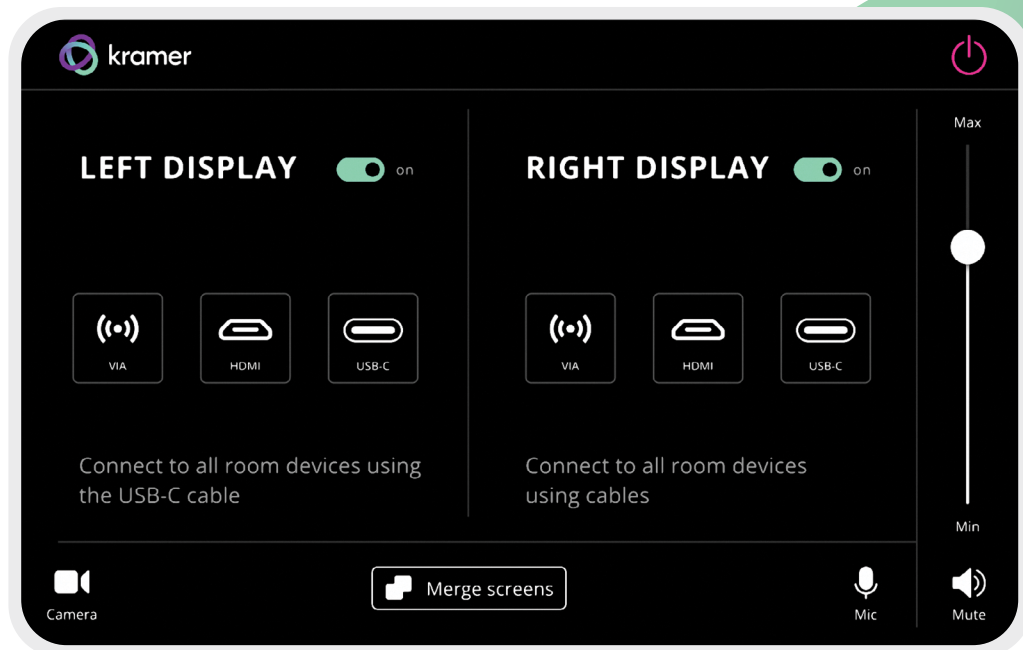 kramer
LEFT DISPLAY
on
RIGHT DISPLAY
on
Max
VIA
HDMI
USB-C
VIA
HDMI
USB-C
Connect to all room devices using
the USB-C cable
Connect to all room devices
using cables
Min
Camera
Merge screens
Mic
Mute